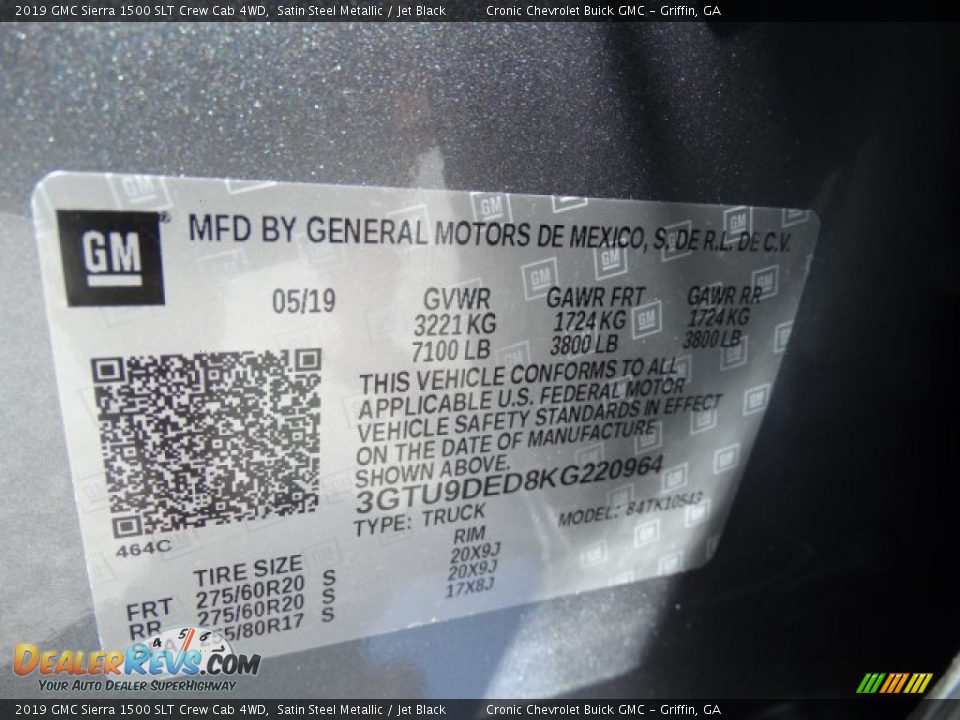 2019 GMC Sierra 1500 SLT Crew Cab 4WD, Satin Steel Metallic / Jet Black Cronic Chevrolet Buick GMC – Griffin, GA
GM
MFD BY GENERAL MOTORS DE MEXICO, S. DE R.L. DE C.V.
05/19 GVWR GAWR FRT GAWR RR
3221 KG 1724 KG 1724 KG
7100 LB 3800 LB 3800 LB
THIS VEHICLE CONFORMS TO ALL
APPLICABLE U.S. FEDERAL MOTOR
VEHICLE SAFETY STANDARDS IN EFFECT
ON THE DATE OF MANUFACTURE
SHOWN ABOVE.
3GTU9DED8KG220964
TYPE: TRUCK MODEL: 84TK10543
464C
TIRE SIZE RIM
FRT 275/60R20 S 20X9J
RR 275/60R20 S 20X9J
/80R17 S 17X8J
DEALERREVS.COM
YOUR AUTO DEALER SUPERHIGHWAY
2019 GMC Sierra 1500 SLT Crew Cab 4WD, Satin Steel Metallic / Jet Black Cronic Chevrolet Buick GMC – Griffin, GA